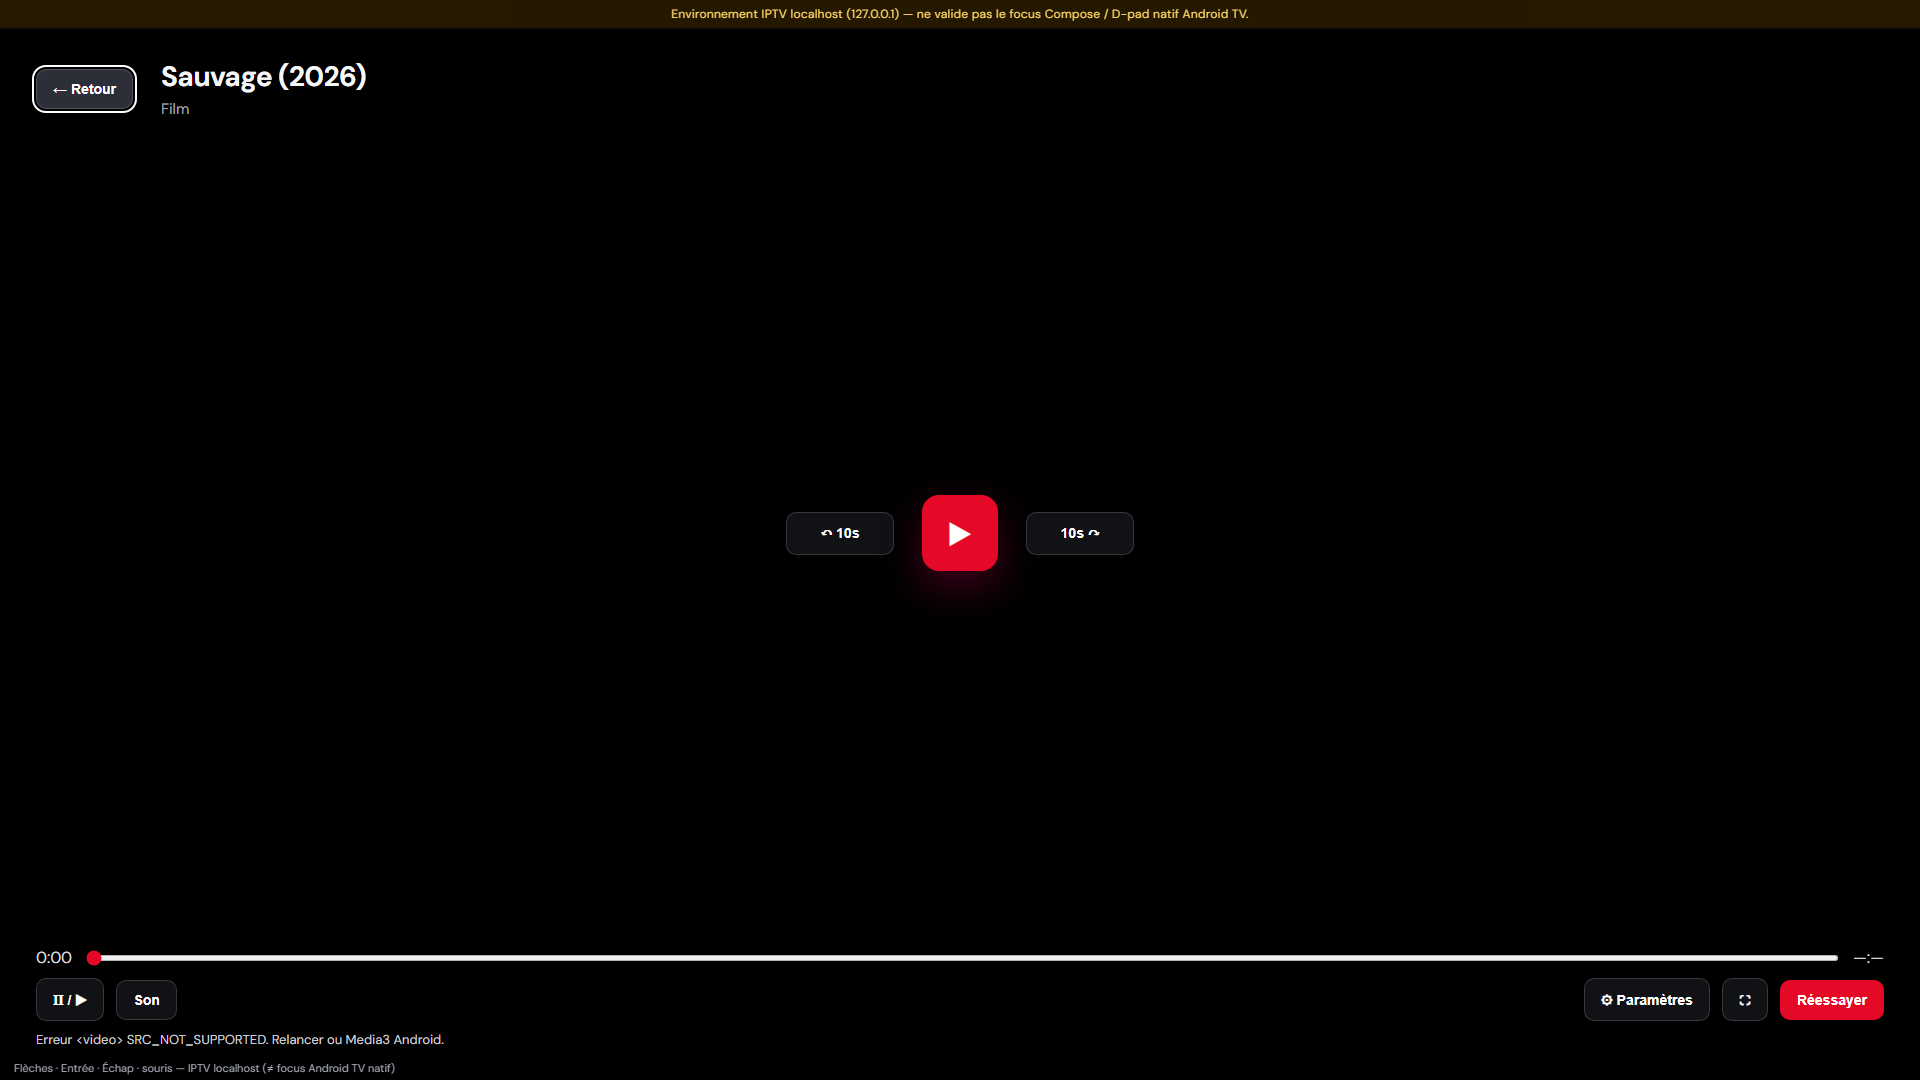 Environnement IPTV localhost (127.0.0.1) — ne valide pas le focus Compose / D-pad natif Android TV.
← Retour
Sauvage (2026)
Film
↶ 10s
▶
10s ↷
0:00
—:—
⏸ / ▶
Son
⚙ Paramètres
⛶
Réessayer
Erreur <video> SRC_NOT_SUPPORTED. Relancer ou Media3 Android.
Flèches · Entrée · Échap · souris — IPTV localhost (≠ focus Android TV natif)